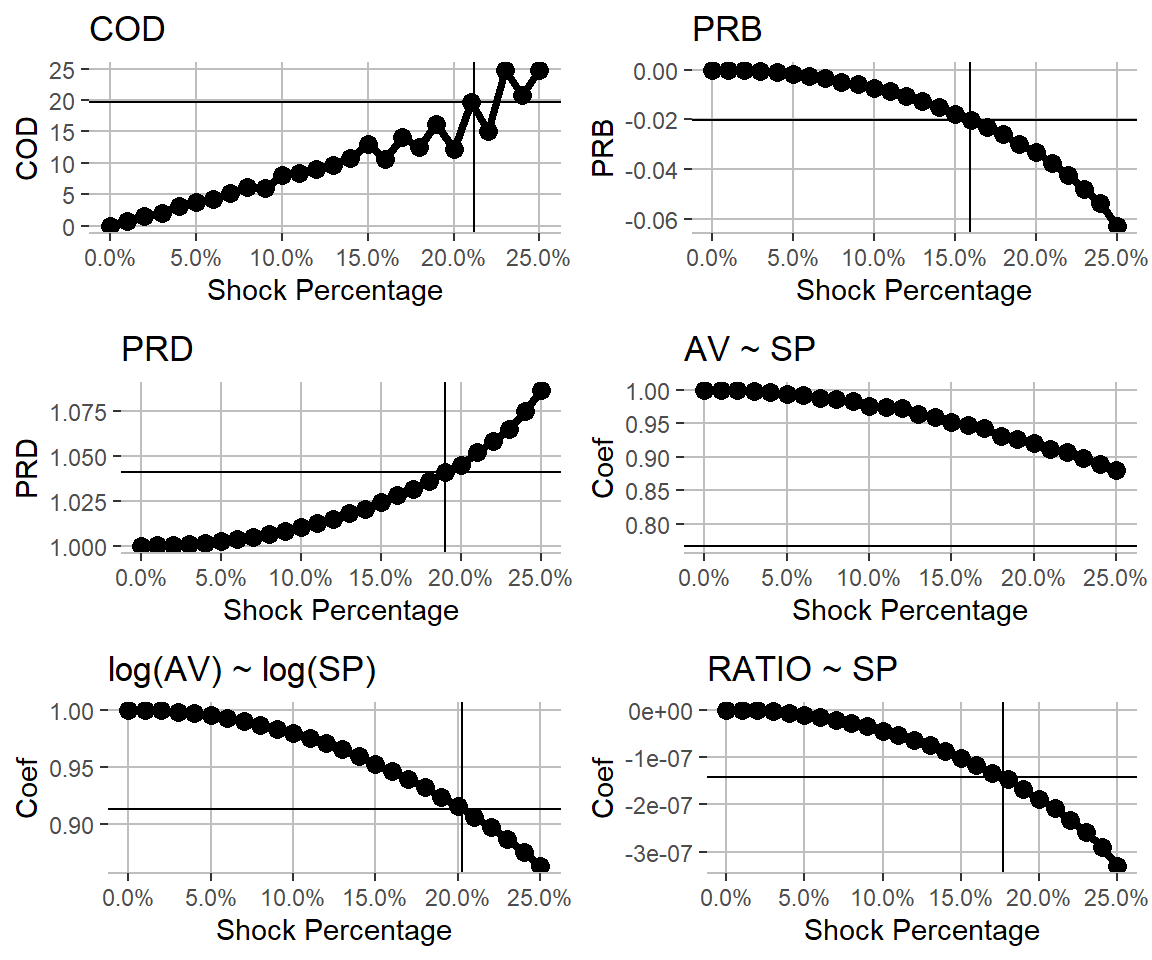 COD
25
20
15
10
5
0
COD
0.0% 5.0% 10.0% 15.0% 20.0% 25.0%
Shock Percentage
PRB
0.00
-0.02
-0.04
-0.06
PRB
0.0% 5.0% 10.0% 15.0% 20.0% 25.0%
Shock Percentage
PRD
1.075
1.050
1.025
1.000
PRD
0.0% 5.0% 10.0% 15.0% 20.0% 25.0%
Shock Percentage
AV ~ SP
1.00
0.95
0.90
0.85
0.80
Coef
0.0% 5.0% 10.0% 15.0% 20.0% 25.0%
Shock Percentage
log(AV) ~ log(SP)
1.00
0.95
0.90
Coef
0.0% 5.0% 10.0% 15.0% 20.0% 25.0%
Shock Percentage
RATIO ~ SP
0e+00
-1e-07
-2e-07
-3e-07
Coef
0.0% 5.0% 10.0% 15.0% 20.0% 25.0%
Shock Percentage